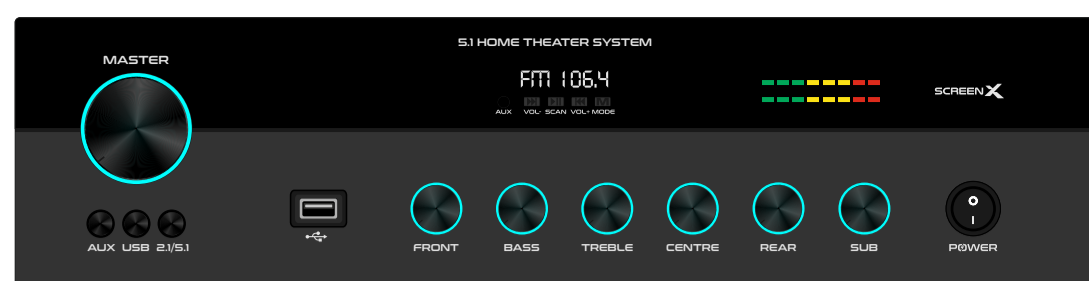 5.1 HOME THEATER SYSTEM
MASTER
FM 106.4
SCREEN X
AUX VOL- SCAN VOL+ MODE
AUX USB 2.1/5.1
FRONT BASS TREBLE CENTRE REAR SUB POWER